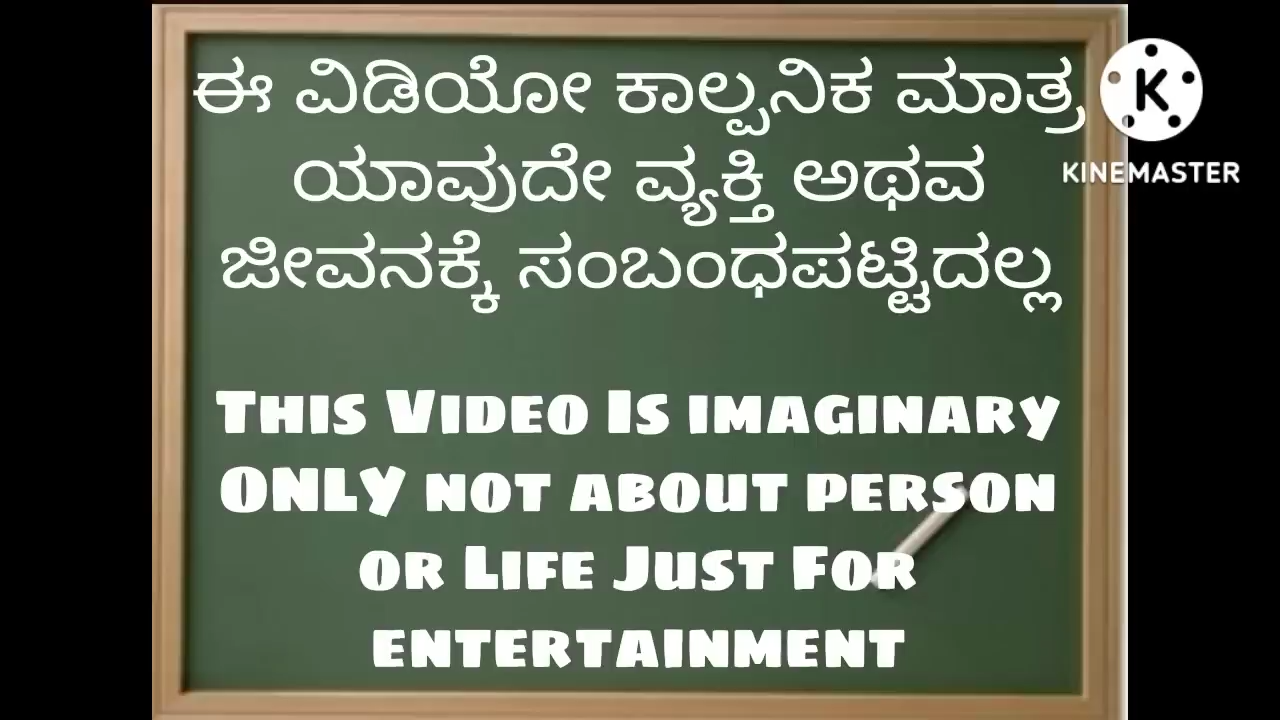 ಈ ವಿಡಿಯೋ ಕಾಲ್ಪನಿಕ ಮಾತ್ರ
ಯಾವುದೇ ವ್ಯಕ್ತಿ ಅಥವ
ಜೀವನಕ್ಕೆ ಸಂಬಂಧಪಟ್ಟಿದಲ್ಲ
K
KINEMASTER
This Video Is imaginary
ONLY not about person
or Life Just For
entertainment